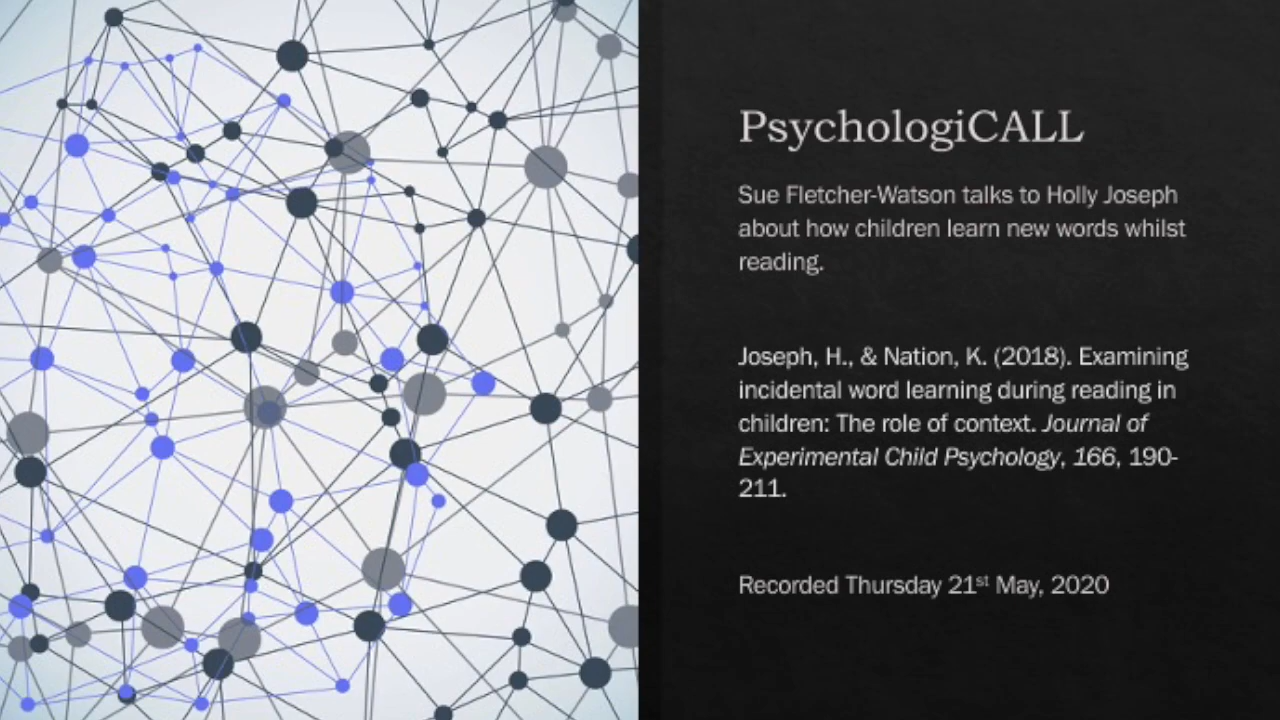 PsychologiCALL
Sue Fletcher-Watson talks to Holly Joseph
about how children learn new words whilst
reading.
Joseph, H., & Nation, K. (2018). Examining
incidental word learning during reading in
children: The role of context. Journal of
Experimental Child Psychology, 166, 190-
211.
Recorded Thursday 21st May, 2020